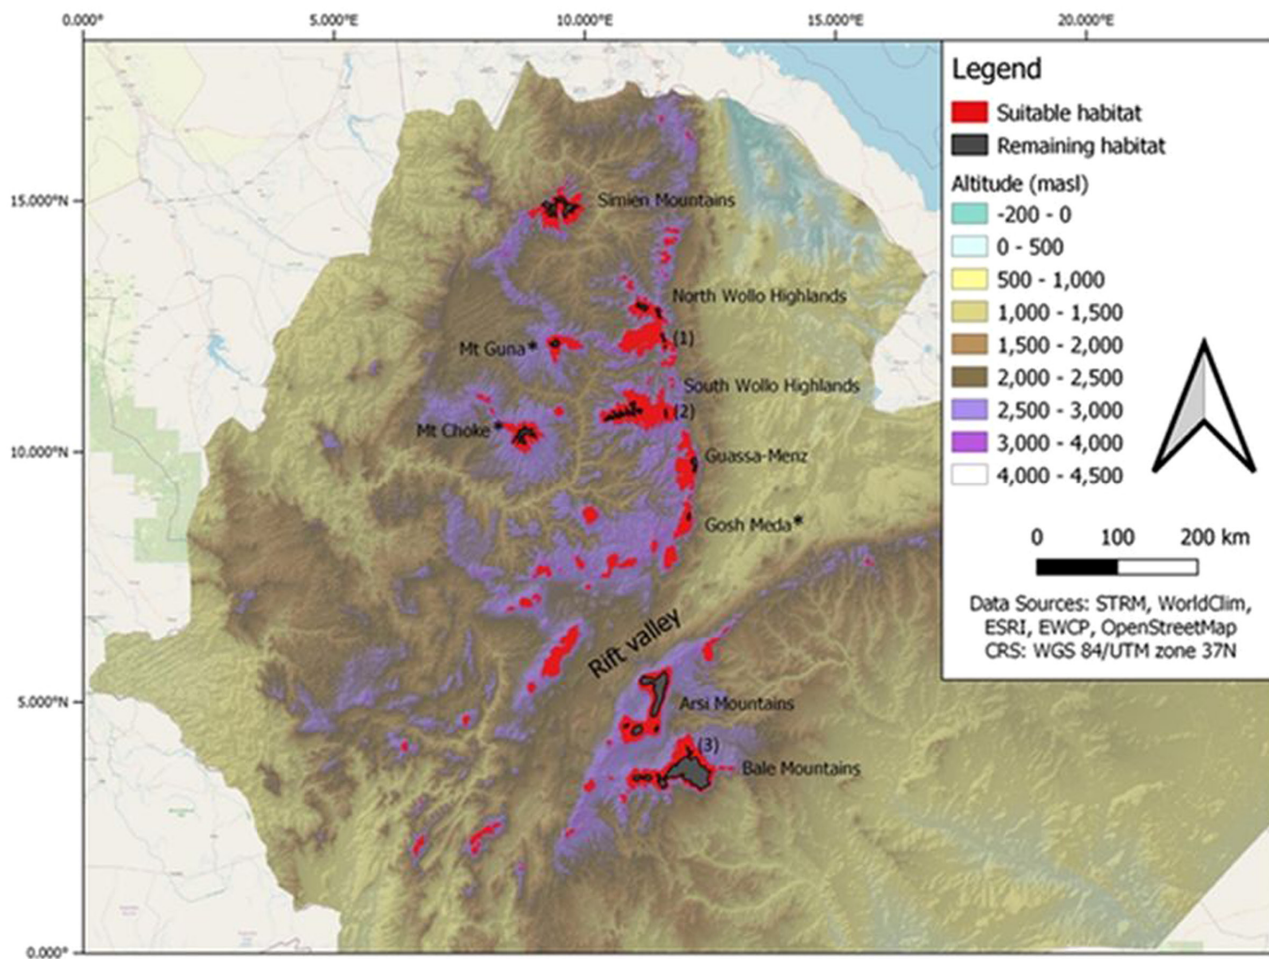 0.000° 5.000°E 10.000°E 15.000°E 20.000°E
Legend
Suitable habitat
Remaining habitat
Altitude (masl)
-200 - 0
0 - 500
500 - 1,000
1,000 - 1,500
1,500 - 2,000
2,000 - 2,500
2,500 - 3,000
3,000 - 4,000
4,000 - 4,500
0 100 200 km
Data Sources: STRM, WorldClim,
ESRI, EWCP, OpenStreetMap
CRS: WGS 84/UTM zone 37N
15.000°N
10.000°N
5.000°N
0.000°
Simien Mountains
North Wollo Highlands
(1)
Mt Guna*
South Wollo Highlands
(2)
Mt Choke*
Guassa-Menz
Gosh Meda*
Rift valley
Arsi Mountains
(3)
Bale Mountains